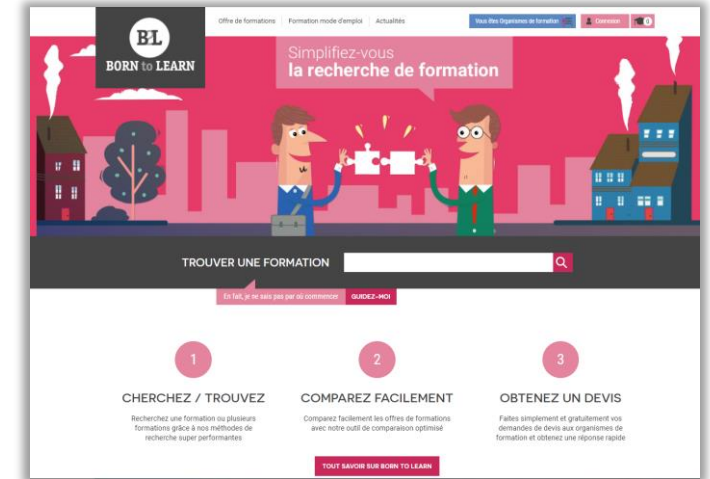 BL
BORN to LEARN
Offre de formations
Formation mode d'emploi
Actualités
Vous êtes Organismes de formation
Connexion
0
Simplifiez-vous
la recherche de formation
TROUVER UNE FORMATION
En fait, je ne sais pas par où commencer
GUIDEZ-MOI
1
CHERCHEZ / TROUVEZ
Recherchez une formation ou plusieurs
formations grâce à nos méthodes de
recherche super performantes
2
COMPAREZ FACILEMENT
Comparez facilement les offres de formations
avec notre outil de comparaison optimisé
3
OBTENEZ UN DEVIS
Faites simplement et gratuitement vos
demandes de devis aux organismes de
formation et obtenez une réponse rapide
TOUT SAVOIR SUR BORN TO LEARN